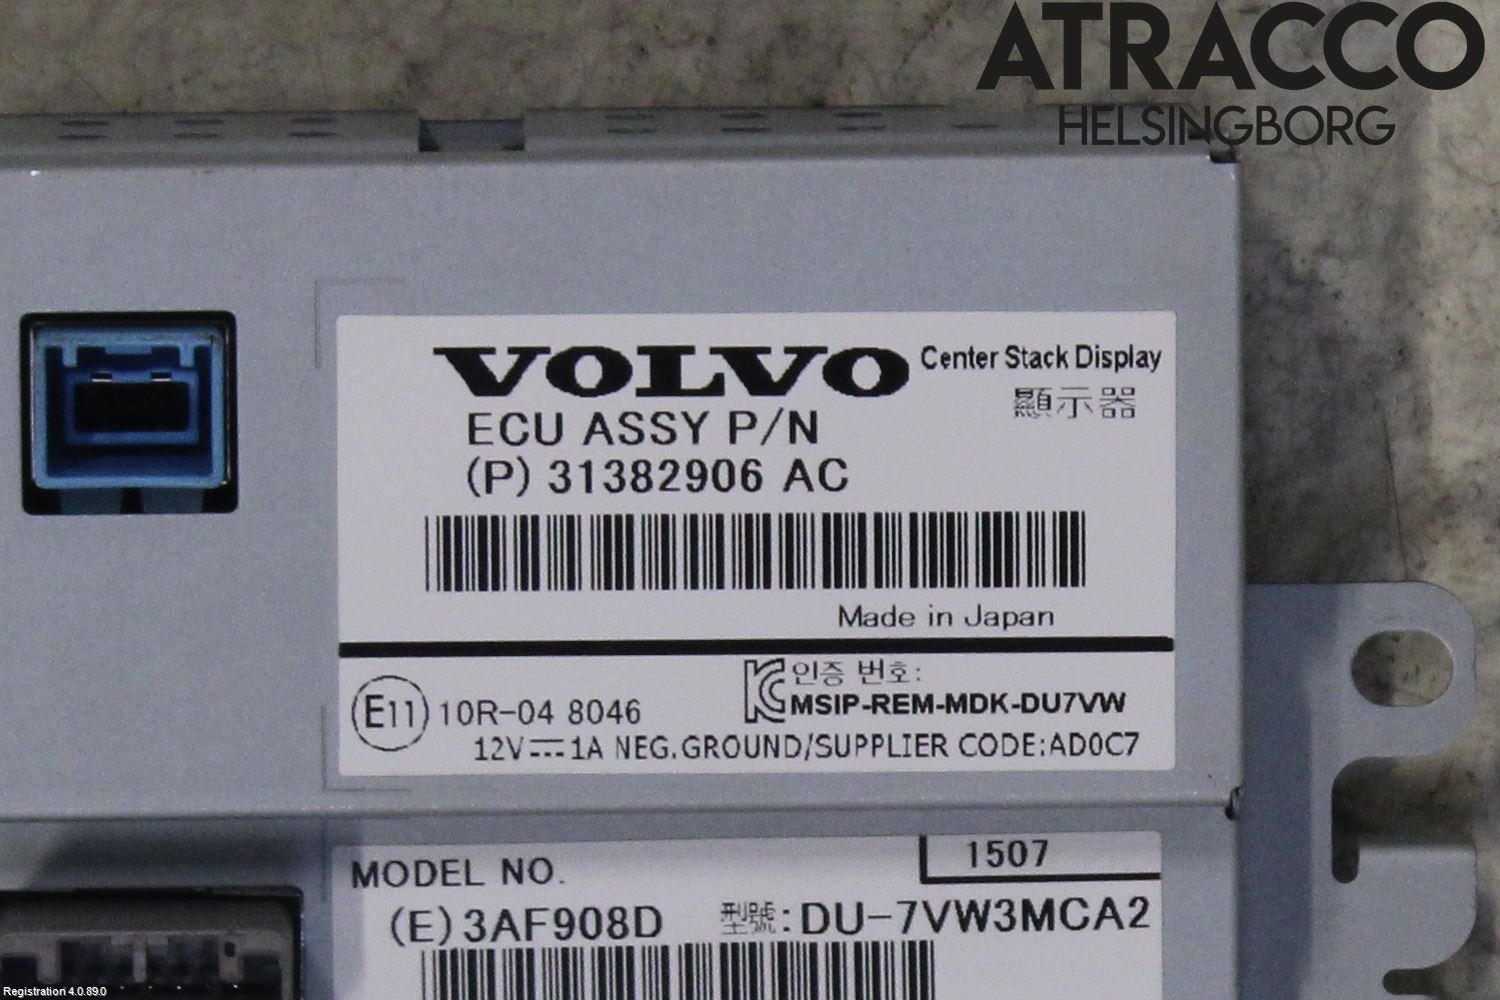 ATRACCO
HELSINGBORG
VOLVO Center Stack Display
顯示器
ECU ASSY P/N
(P) 31382906 AC
Made in Japan
E11 10R-04 8046
인증 번호:
MSIP-REM-MDK-DU7VW
12V⎓1A NEG.GROUND/SUPPLIER CODE:AD0C7
MODEL NO. 1507
(E)3AF908D 型號:DU-7VW3MCA2
Registration 4.0.89.0